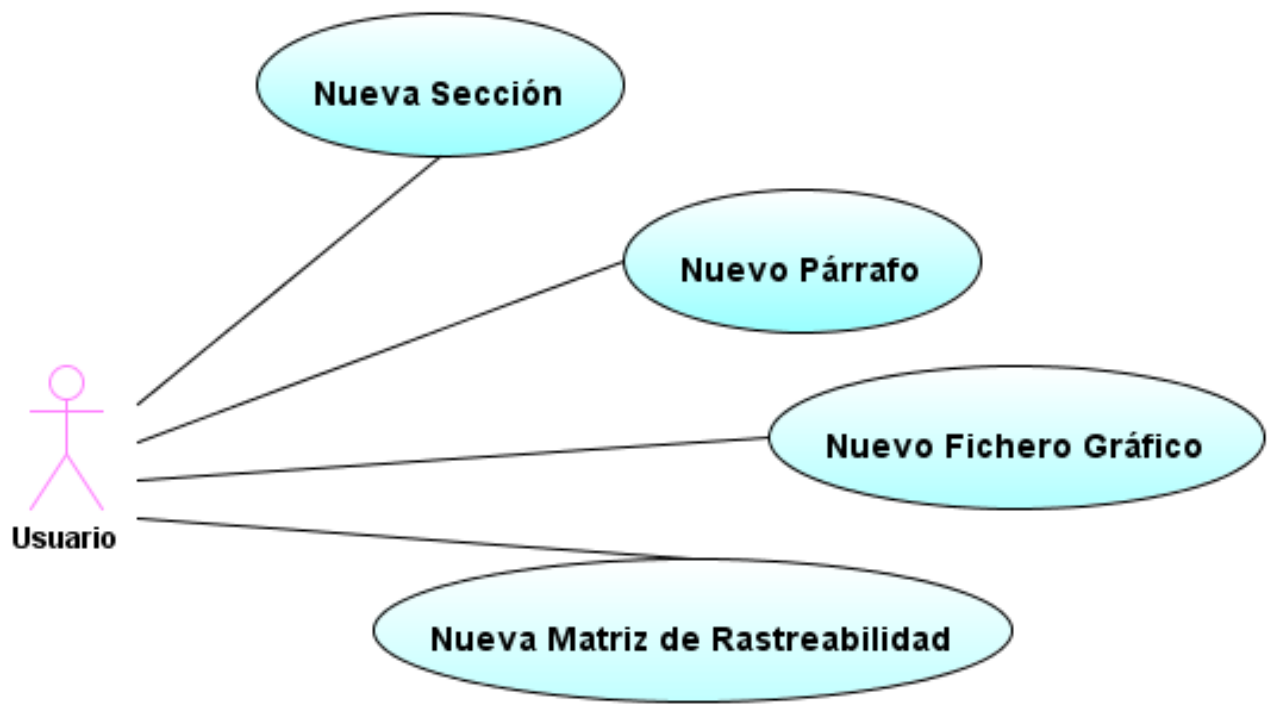 Nueva Sección
Nuevo Párrafo
Nuevo Fichero Gráfico
Usuario
Nueva Matriz de Rastreabilidad